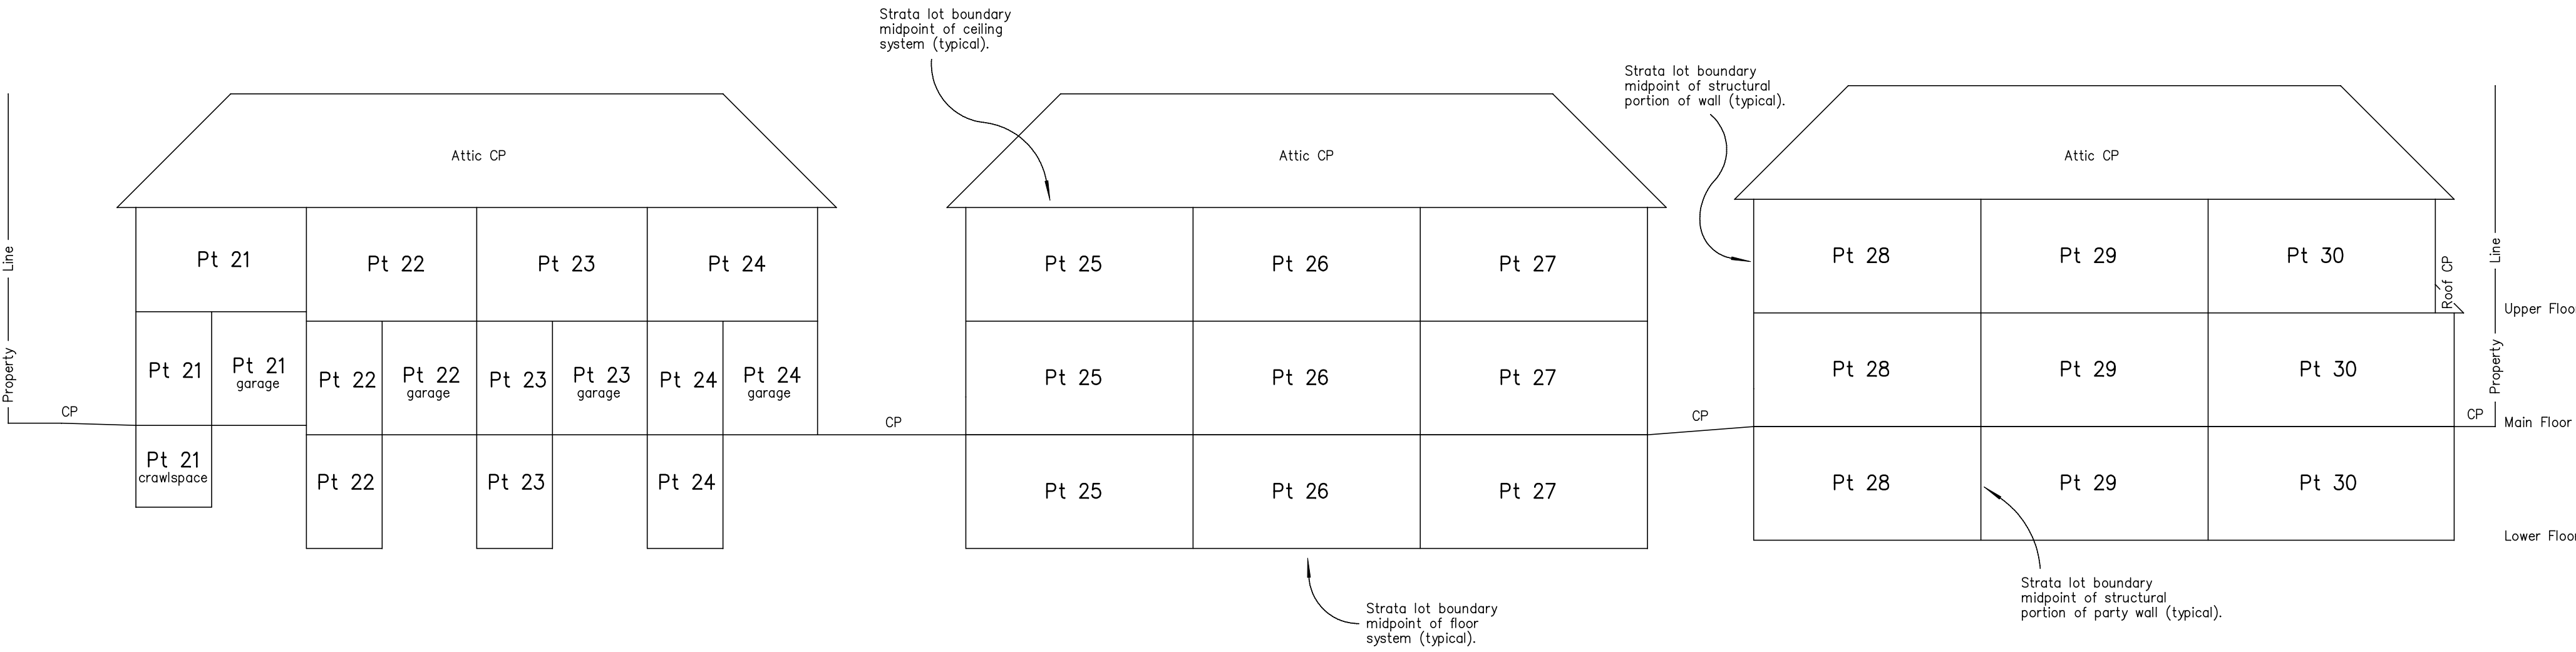 Strata lot boundary
midpoint of ceiling
system (typical).
Strata lot boundary
midpoint of structural
portion of wall (typical).
Attic CP
Attic CP
Attic CP
Property Line
Pt 21
Pt 22
Pt 23
Pt 24
Pt 25
Pt 26
Pt 27
Pt 28
Pt 29
Pt 30
Roof CP
Property Line
Upper Floo
Pt 21
Pt 21
garage
Pt 22
Pt 22
garage
Pt 23
Pt 23
garage
Pt 24
Pt 24
garage
Pt 25
Pt 26
Pt 27
Pt 28
Pt 29
Pt 30
CP
CP
CP
CP
Main Floor
Pt 21
crawlspace
Pt 22
Pt 23
Pt 24
Pt 25
Pt 26
Pt 27
Pt 28
Pt 29
Pt 30
Lower Floor
Strata lot boundary
midpoint of floor
system (typical).
Strata lot boundary
midpoint of structural
portion of party wall (typical).